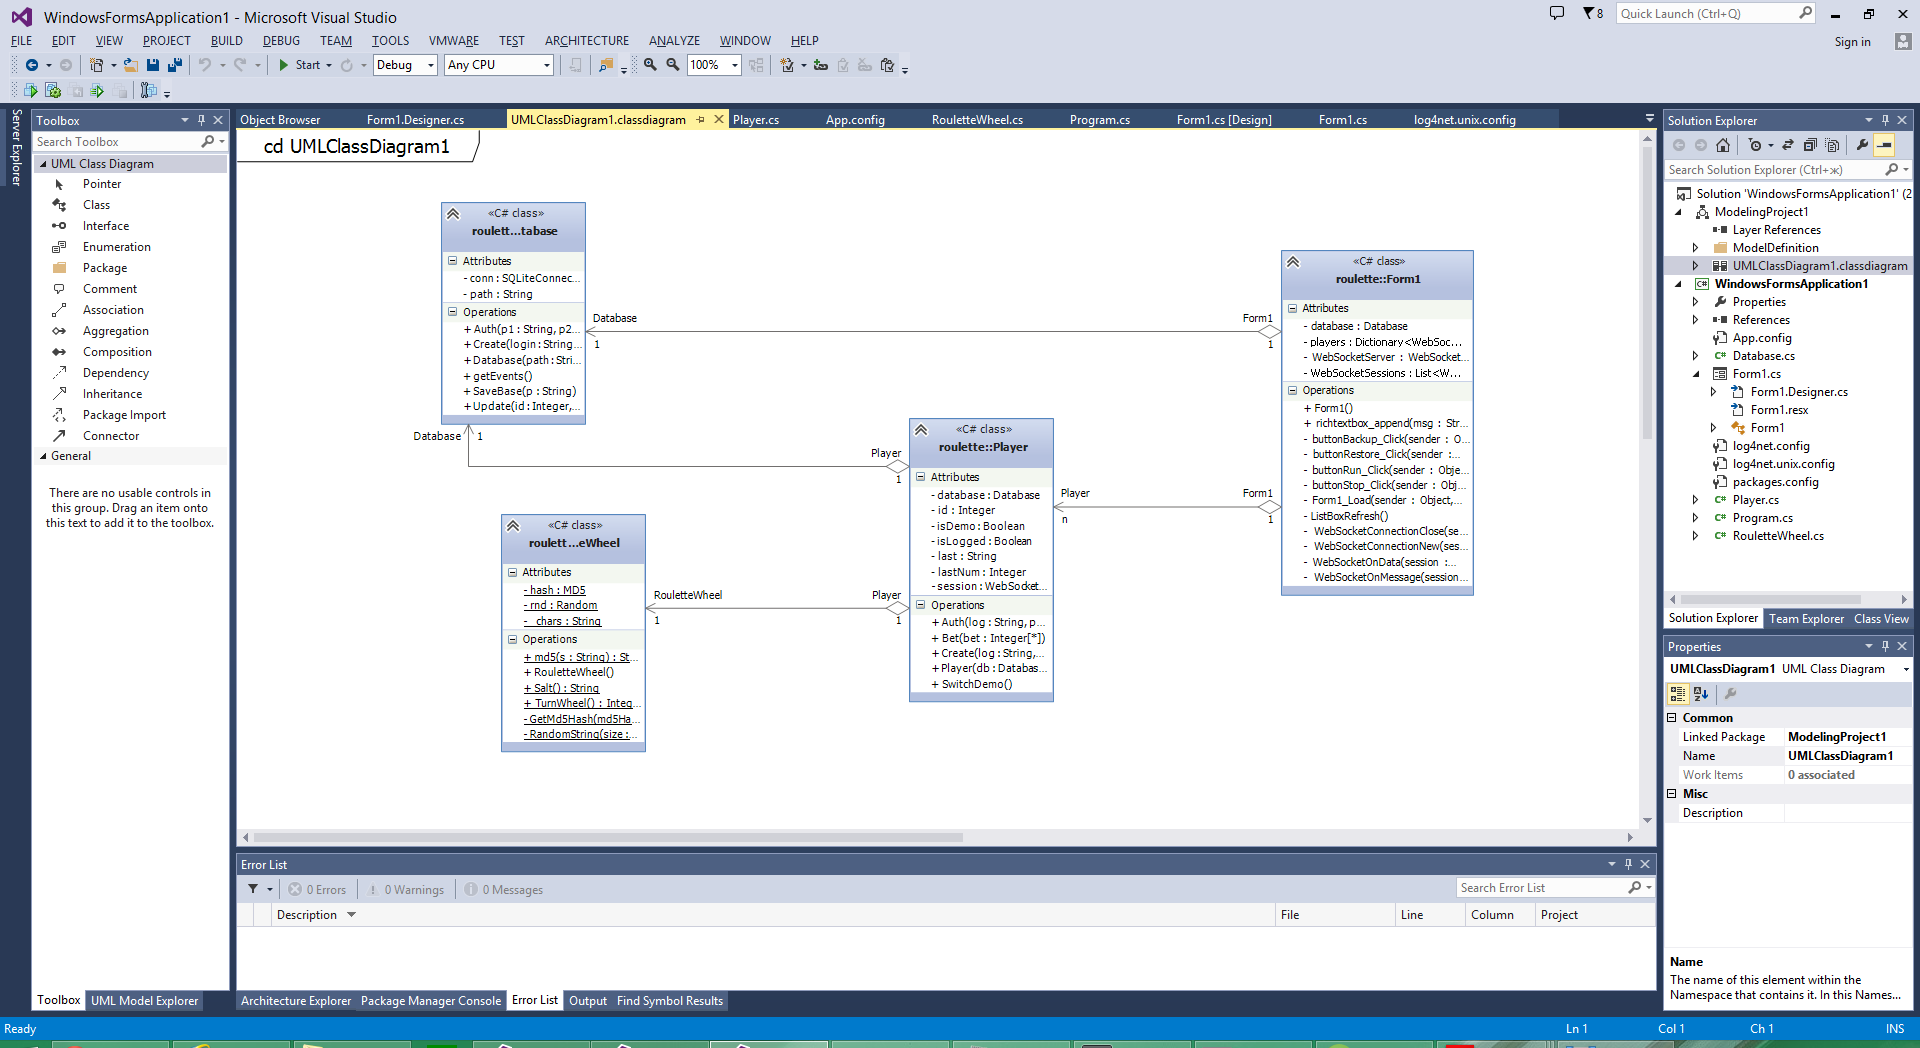 WindowsFormsApplication1 - Microsoft Visual Studio
8
Quick Launch (Ctrl+Q)
FILE EDIT VIEW PROJECT BUILD DEBUG TEAM TOOLS VMWARE TEST ARCHITECTURE ANALYZE WINDOW HELP
Sign in
Start Debug Any CPU 100%
Server Explorer
Toolbox
Search Toolbox
UML Class Diagram
Pointer
Class
Interface
Enumeration
Package
Comment
Association
Aggregation
Composition
Dependency
Inheritance
Package Import
Connector
General
There are no usable controls in
this group. Drag an item onto
this text to add it to the toolbox.
Toolbox UML Model Explorer
Object Browser Form1.Designer.cs UMLClassDiagram1.classdiagram Player.cs App.config RouletteWheel.cs Program.cs Form1.cs [Design] Form1.cs log4net.unix.config
cd UMLClassDiagram1
«C# class»
roulett...tabase
Attributes
- conn : SQLiteConnec...
- path : String
Operations
+ Auth(p1 : String, p2...
+ Create(login : String...
+ Database(path : Stri...
+ getEvents()
+ SaveBase(p : String)
+ Update(id : Integer,...
Database
1
Form1
1
Database
1
Player
1
«C# class»
roulette::Form1
Attributes
- database : Database
- players : Dictionary<WebSoc...
- WebSocketServer : WebSocket...
- WebSocketSessions : List<W...
Operations
+ Form1()
+ richtextbox_append(msg : Str...
- buttonBackup_Click(sender : O...
- buttonRestore_Click(sender :...
- buttonRun_Click(sender : Obje...
- buttonStop_Click(sender : Obj...
- Form1_Load(sender : Object,...
- ListBoxRefresh()
- WebSocketConnectionClose(se...
- WebSocketConnectionNew(ses...
- WebSocketOnData(session :...
- WebSocketOnMessage(session...
«C# class»
roulette::Player
Attributes
- database : Database
- id : Integer
- isDemo : Boolean
- isLogged : Boolean
- last : String
- lastNum : Integer
- session : WebSocket...
Operations
+ Auth(log : String, p...
+ Bet(bet : Integer[*])
+ Create(log : String,...
+ Player(db : Databas...
+ SwitchDemo()
Player
n
Form1
1
«C# class»
roulett...eWheel
Attributes
- hash : MD5
- rnd : Random
- _chars : String
Operations
+ md5(s : String) : St...
+ RouletteWheel()
+ Salt() : String
+ TurnWheel() : Integ...
- GetMd5Hash(md5Ha...
- RandomString(size :...
RouletteWheel
1
Player
1
Error List
0 Errors 0 Warnings 0 Messages
Search Error List
Description File Line Column Project
Architecture Explorer Package Manager Console Error List Output Find Symbol Results
Solution Explorer
Search Solution Explorer (Ctrl+ж)
Solution 'WindowsFormsApplication1' (2
ModelingProject1
Layer References
ModelDefinition
UMLClassDiagram1.classdiagram
WindowsFormsApplication1
Properties
References
App.config
Database.cs
Form1.cs
Form1.Designer.cs
Form1.resx
Form1
log4net.config
log4net.unix.config
packages.config
Player.cs
Program.cs
RouletteWheel.cs
Solution Explorer Team Explorer Class View
Properties
UMLClassDiagram1 UML Class Diagram
Common
Linked Package ModelingProject1
Name UMLClassDiagram1
Work Items 0 associated
Misc
Description
Name
The name of this element within the
Namespace that contains it. In this Names...
Ready Ln 1 Col 1 Ch 1 INS